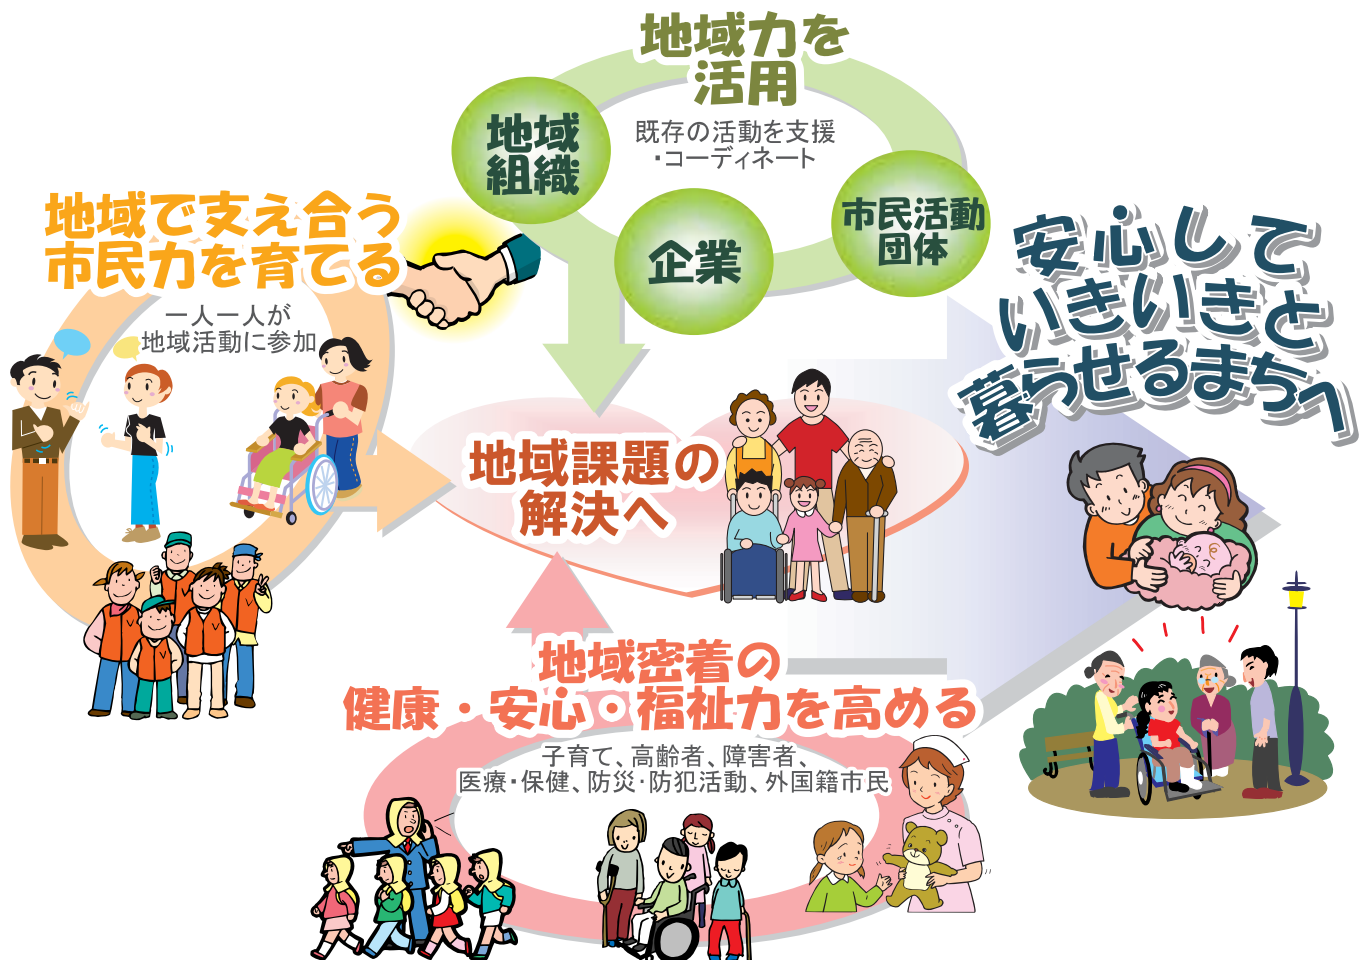 地域力を
活用
既存の活動を支援
・コーディネート
地域
組織
企業
市民活動
団体
地域で支え合う
市民力を育てる
一人一人が
地域活動に参加
安心して
いきいきと
暮らせるまちへ
地域課題の
解決へ
地域密着の
健康・安心・福祉力を高める
子育て、高齢者、障害者、
医療・保健、防災・防犯活動、外国籍市民